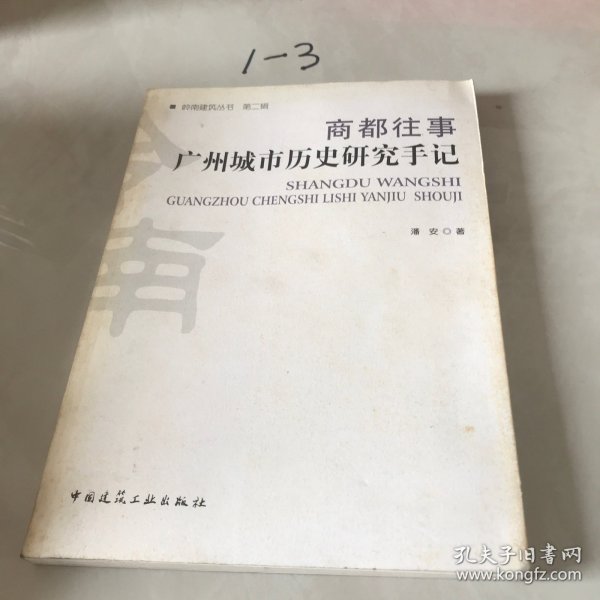 1-3
■ 岭南建筑丛书 第二辑
岭南
商都往事
广州城市历史研究手记
SHANGDU WANGSHI
GUANGZHOU CHENGSHI LISHI YANJIU SHOUJI
潘 安 ◎ 著
中国建筑工业出版社
孔夫子旧书网
www.kongfz.com